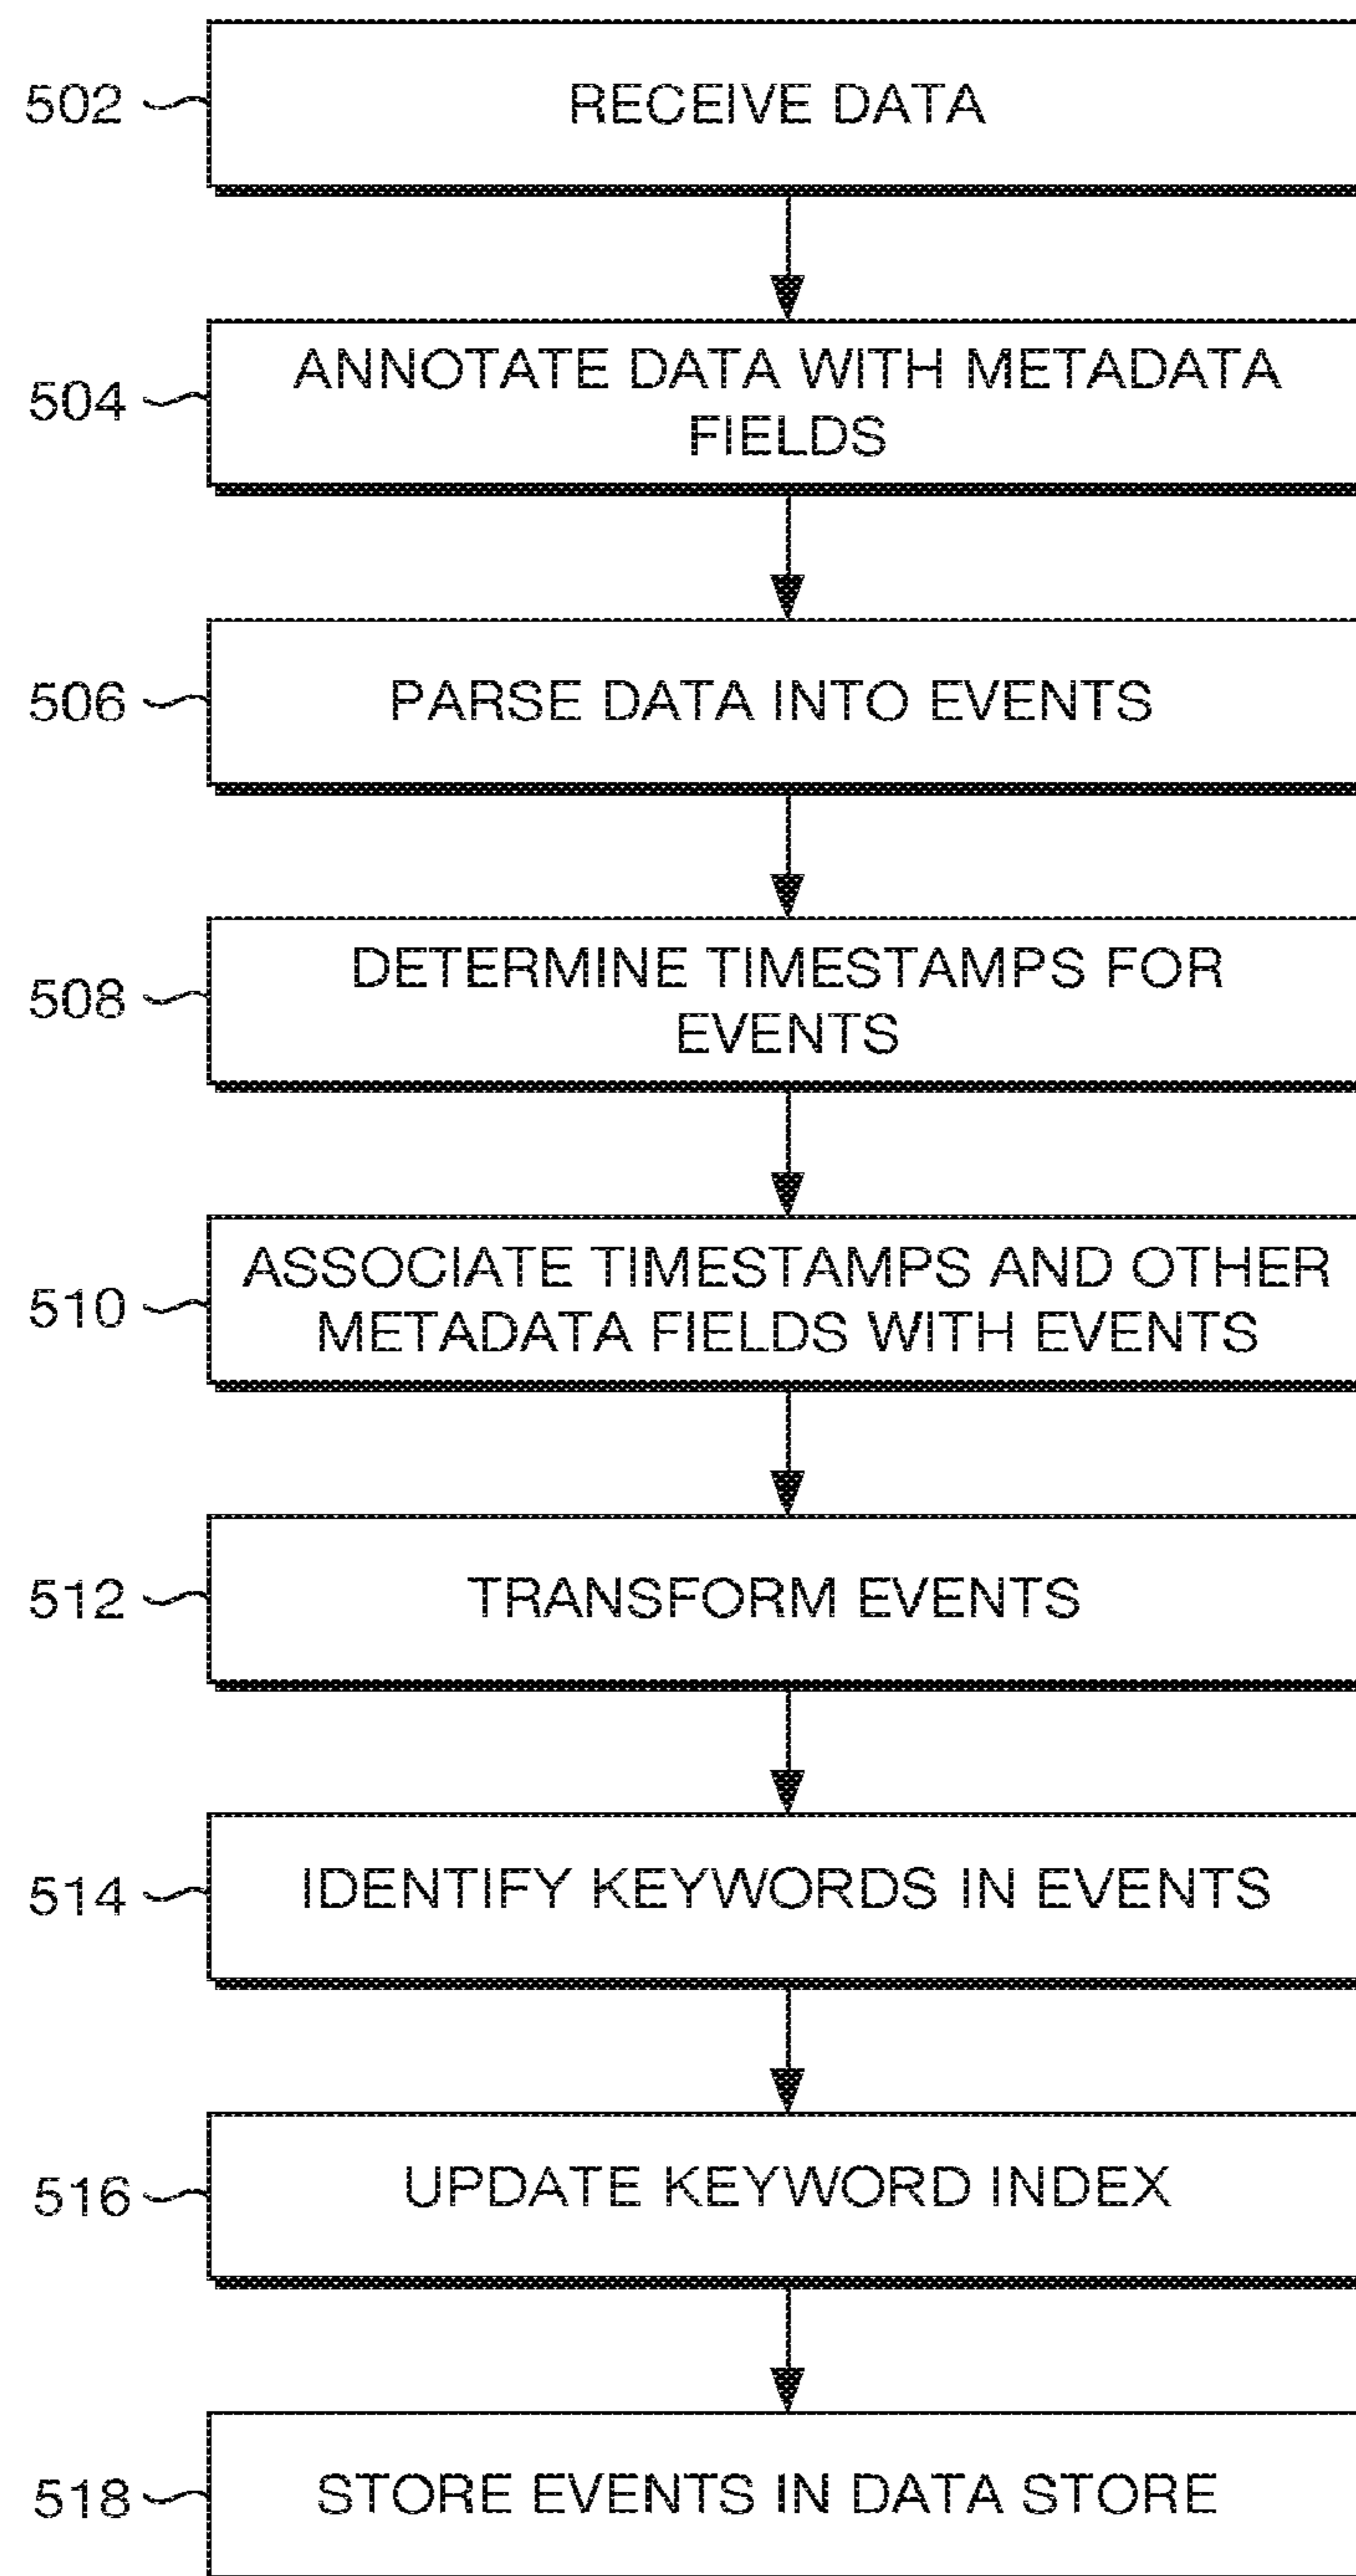 502
RECEIVE DATA
504
ANNOTATE DATA WITH METADATA
FIELDS
506
PARSE DATA INTO EVENTS
508
DETERMINE TIMESTAMPS FOR
EVENTS
510
ASSOCIATE TIMESTAMPS AND OTHER
METADATA FIELDS WITH EVENTS
512
TRANSFORM EVENTS
514
IDENTIFY KEYWORDS IN EVENTS
516
UPDATE KEYWORD INDEX
518
STORE EVENTS IN DATA STORE